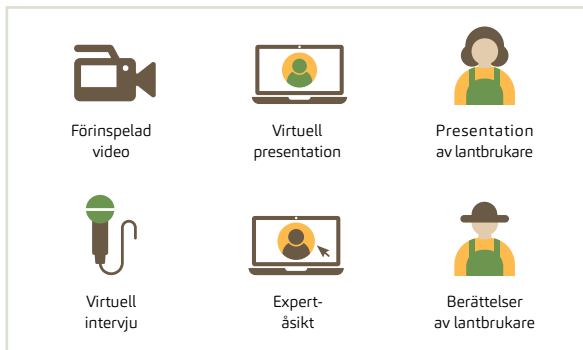 Förinspelad
video
Virtuell
presentation
Presentation
av lantbrukare
Virtuell
intervju
Expert-
åsikt
Berättelser
av lantbrukare